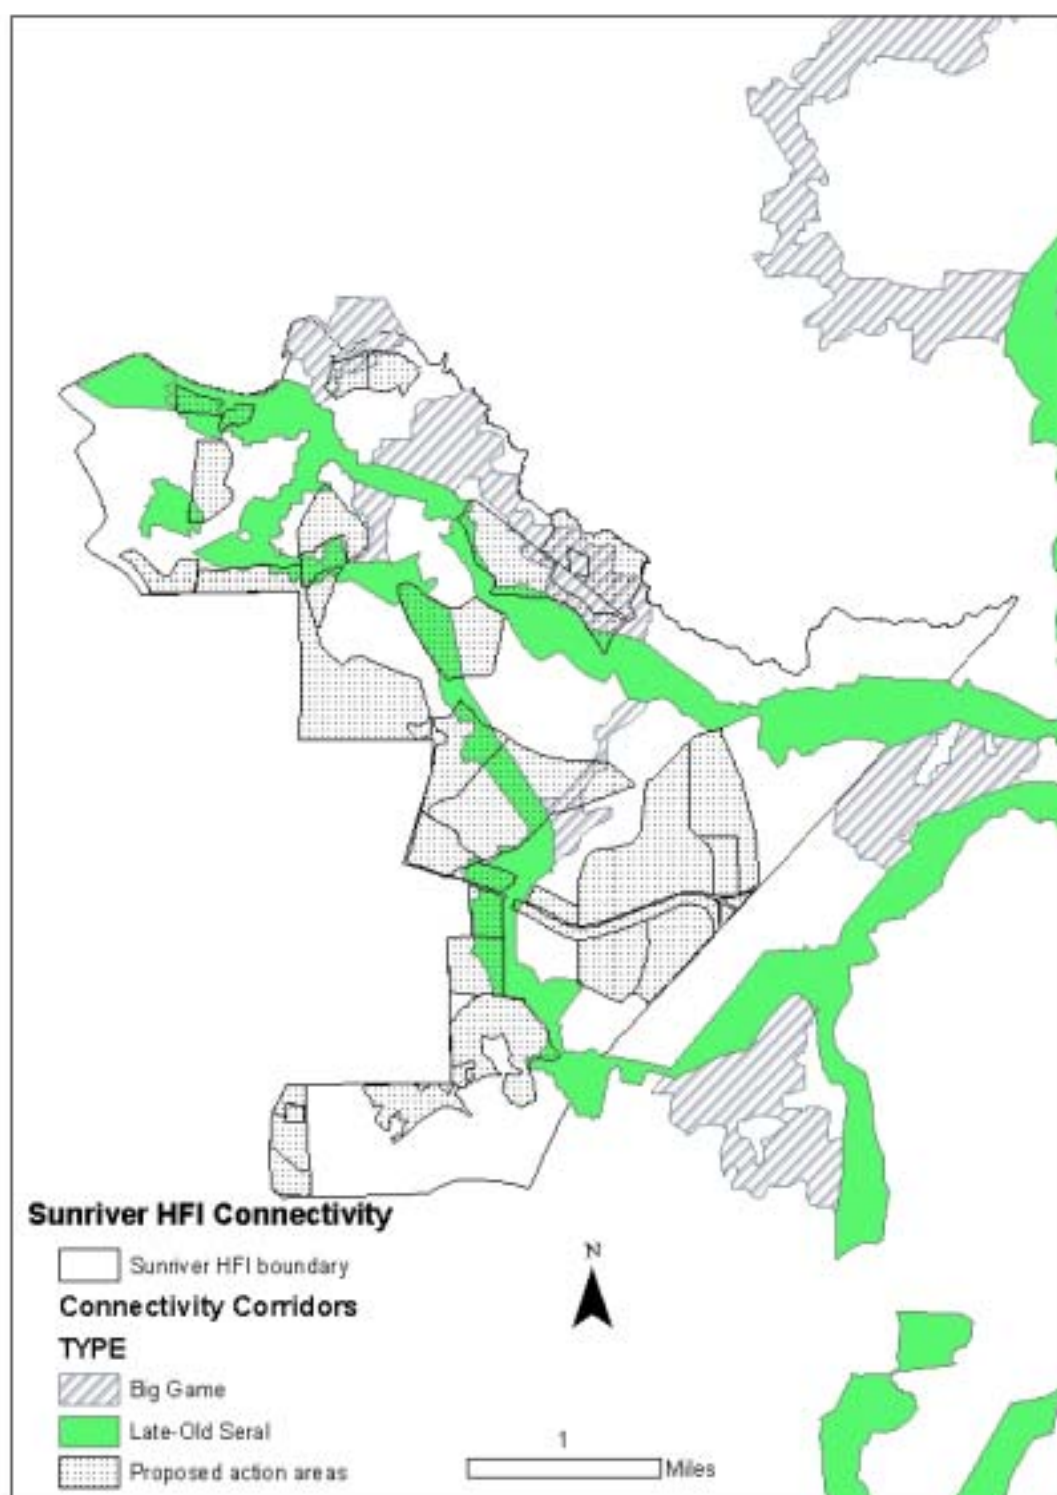 Sunriver HFI Connectivity
Sunriver HFI boundary
Connectivity Corridors
TYPE
Big Game
Late-Old Seral
Proposed action areas
N
1
Miles